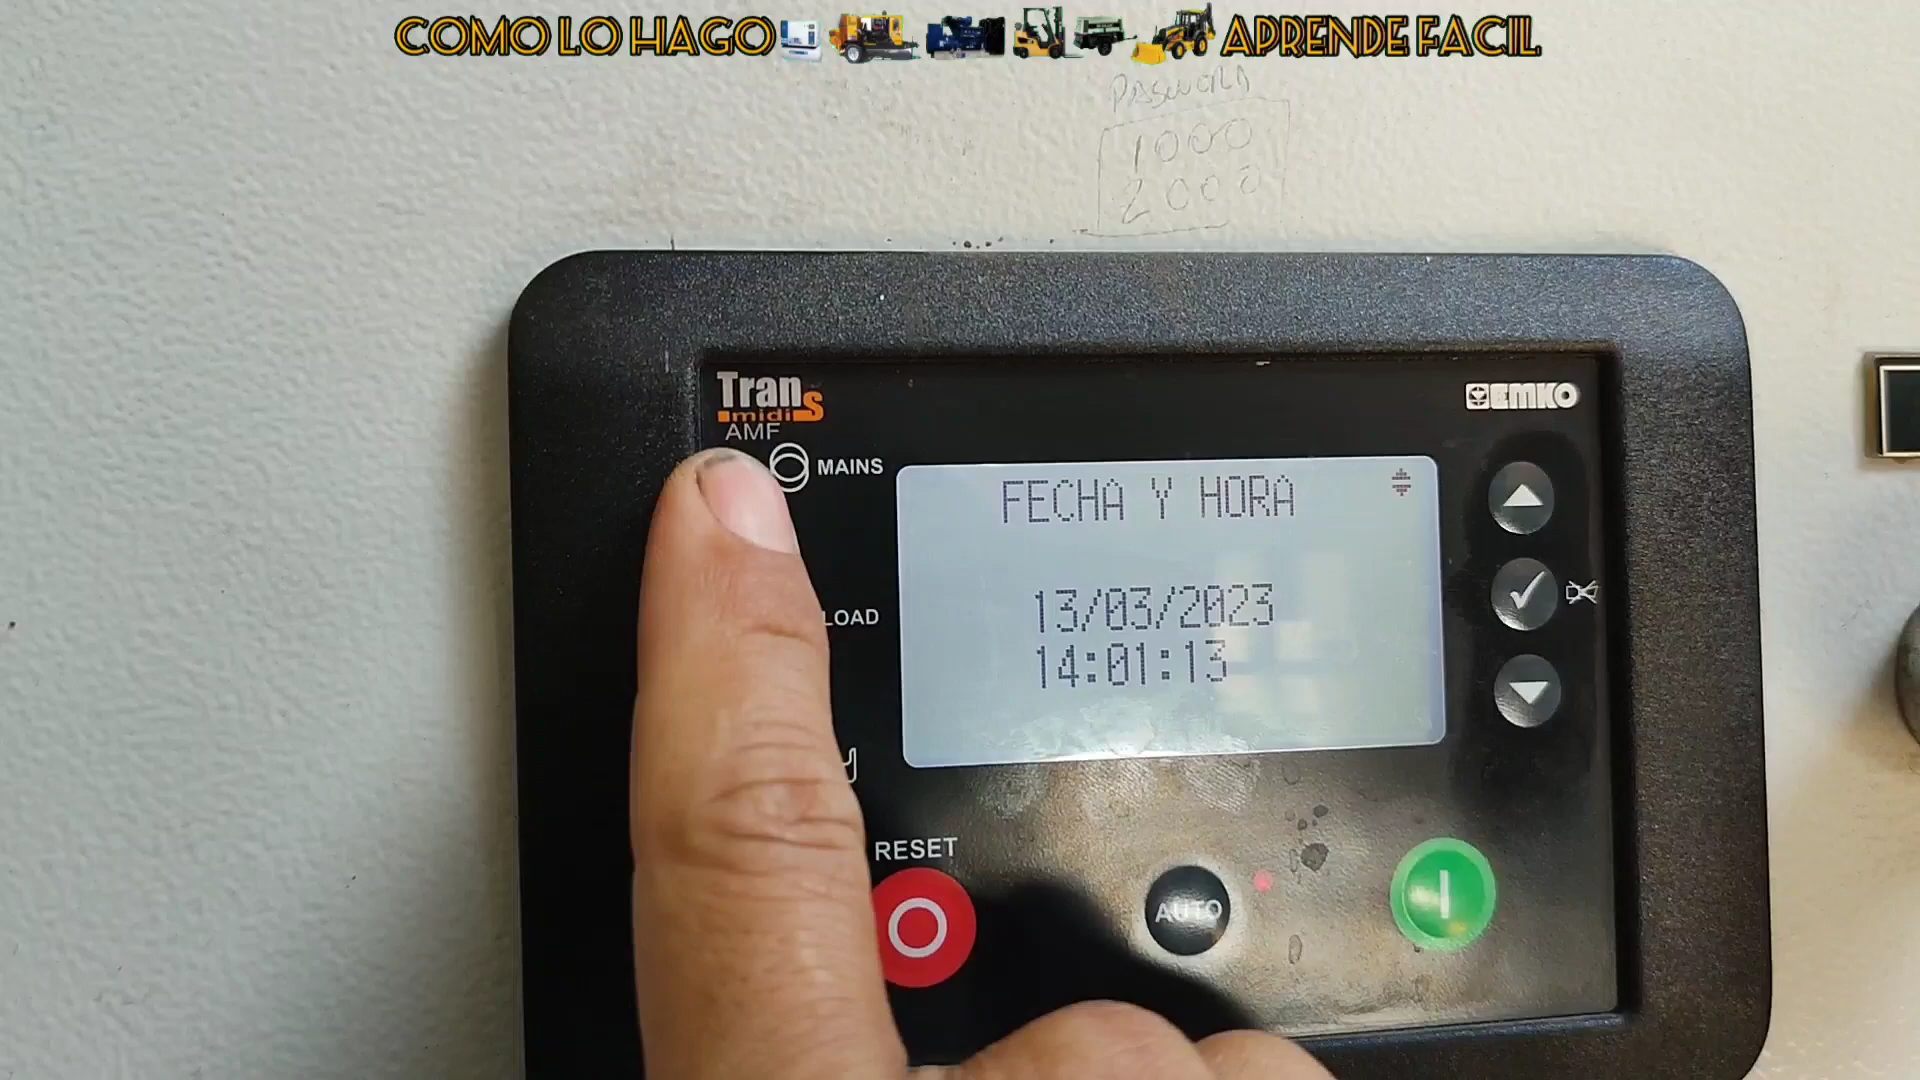 COMO LO HAGO APRENDE FACIL
PASSWORD
1000
2000
Trans
midi
AMF
EMKO
MAINS
FECHA Y HORA
13/03/2023
14:01:13
LOAD
RESET
AUTO